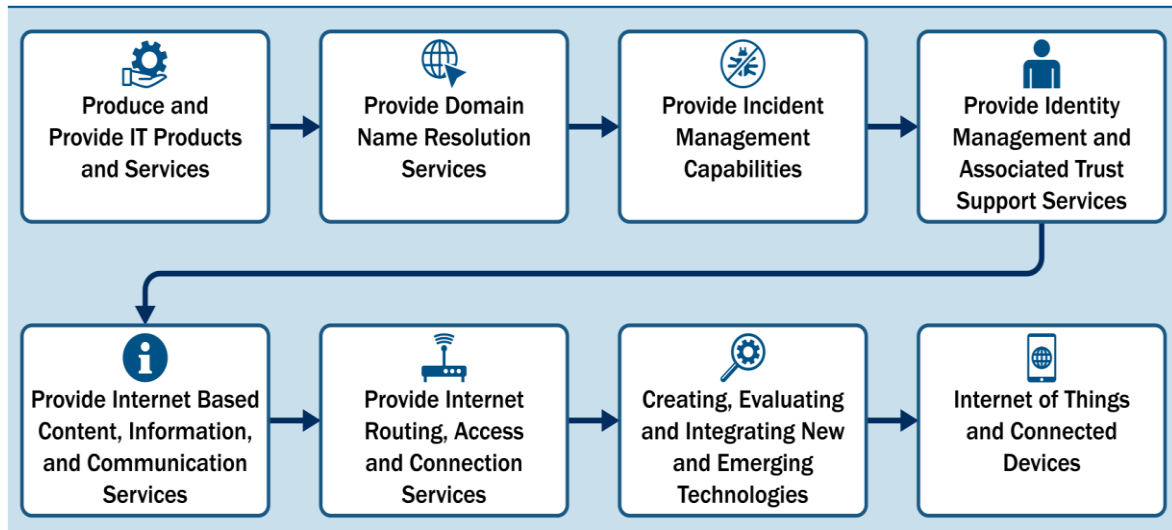 Produce and
Provide IT Products
and Services
Provide Domain
Name Resolution
Services
Provide Incident
Management
Capabilities
Provide Identity
Management and
Associated Trust
Support Services
Provide Internet Based
Content, Information,
and Communication
Services
Provide Internet
Routing, Access
and Connection
Services
Creating, Evaluating
and Integrating New
and Emerging
Technologies
Internet of Things
and Connected
Devices